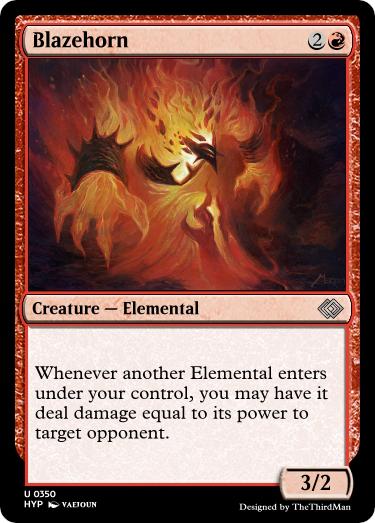 Blazehorn 2
Creature — Elemental
Whenever another Elemental enters
under your control, you may have it
deal damage equal to its power to
target opponent.
3/2
U 0350
HYP VAEJOUN
Designed by TheThirdMan